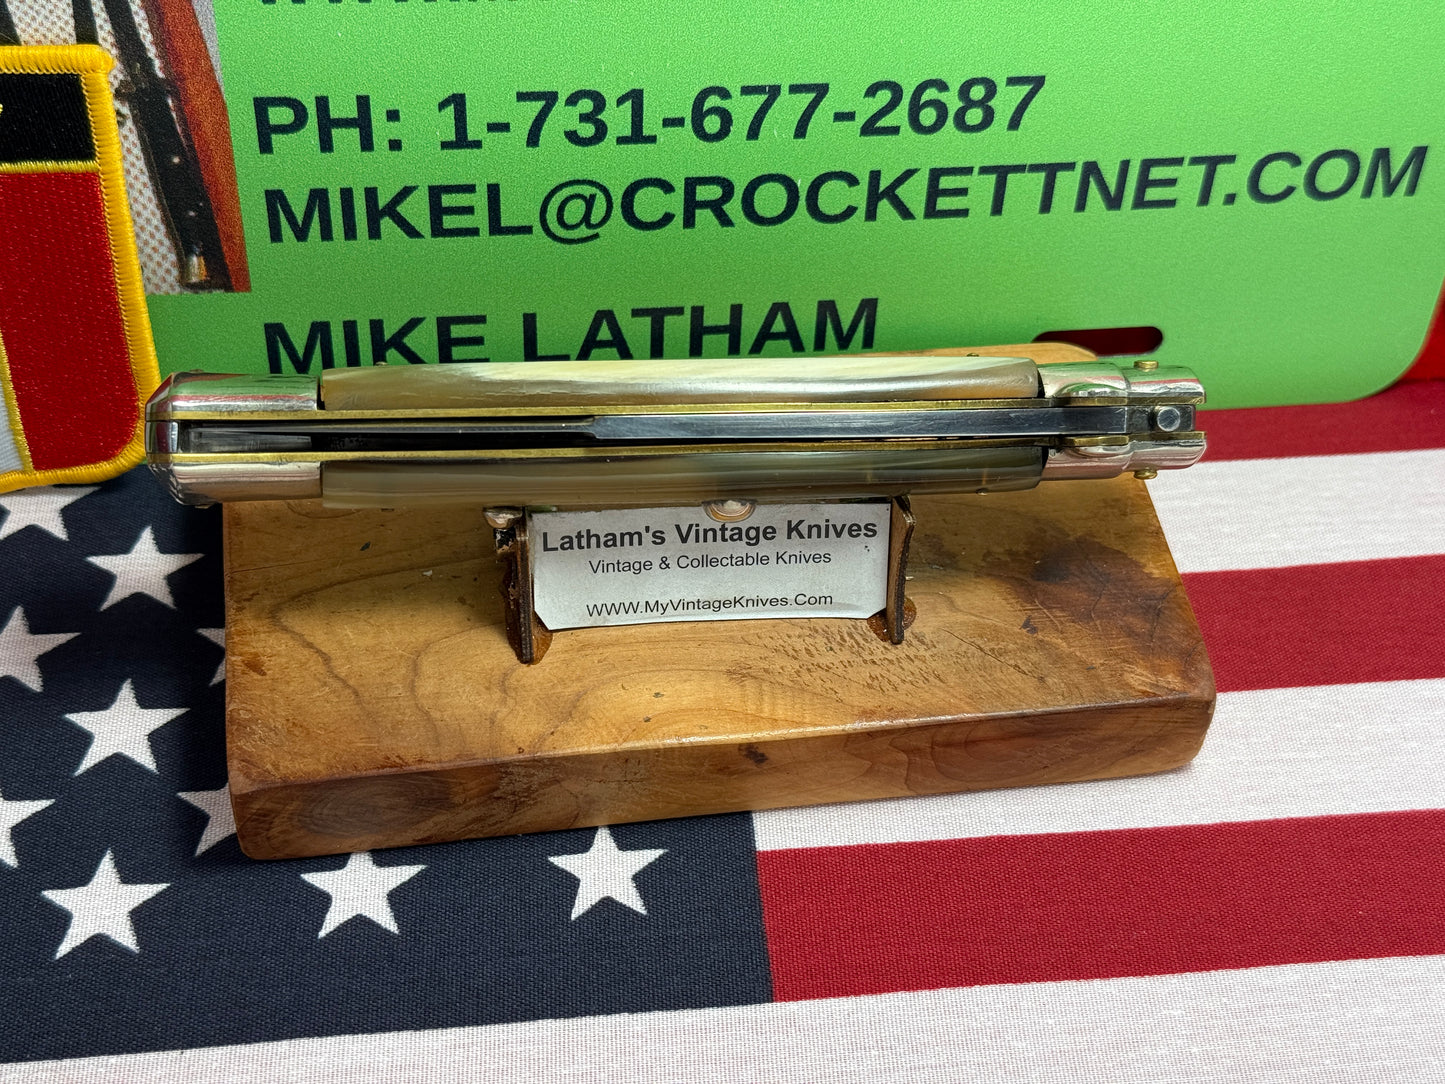 PH: 1-731-677-2687
MIKEL@CROCKETTNET.COM
MIKE LATHAM
Latham's Vintage Knives
Vintage & Collectable Knives
WWW.MyVintageKnives.Com